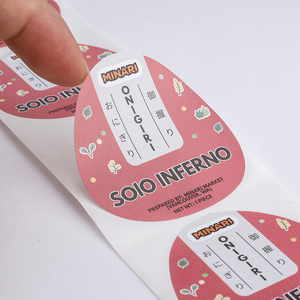 MINARI
御握り
ONIGIRI
おにぎり
SOIO INFERNO
PREPARED BY: MINARI MARKET
(VANCOUVER, WA)
NET WT: 1 PIECE
MINARI
御握り
ONIGIRI
おにぎ